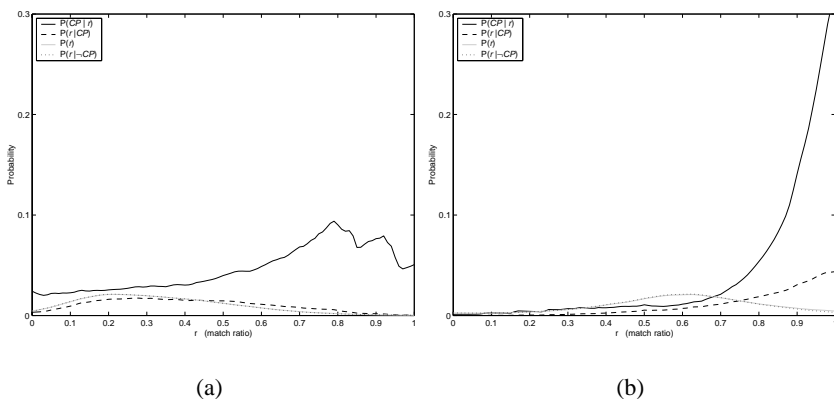 P(CP | r)
P(r | CP)
P(r)
P(r | ¬CP)
Probability
0.3
0.2
0.1
0
0 0.1 0.2 0.3 0.4 0.5 0.6 0.7 0.8 0.9 1
r (match ratio)
(a)
P(CP | r)
P(r | CP)
P(r)
P(r | ¬CP)
Probability
0.3
0.2
0.1
0
0 0.1 0.2 0.3 0.4 0.5 0.6 0.7 0.8 0.9
r (match ratio)
(b)